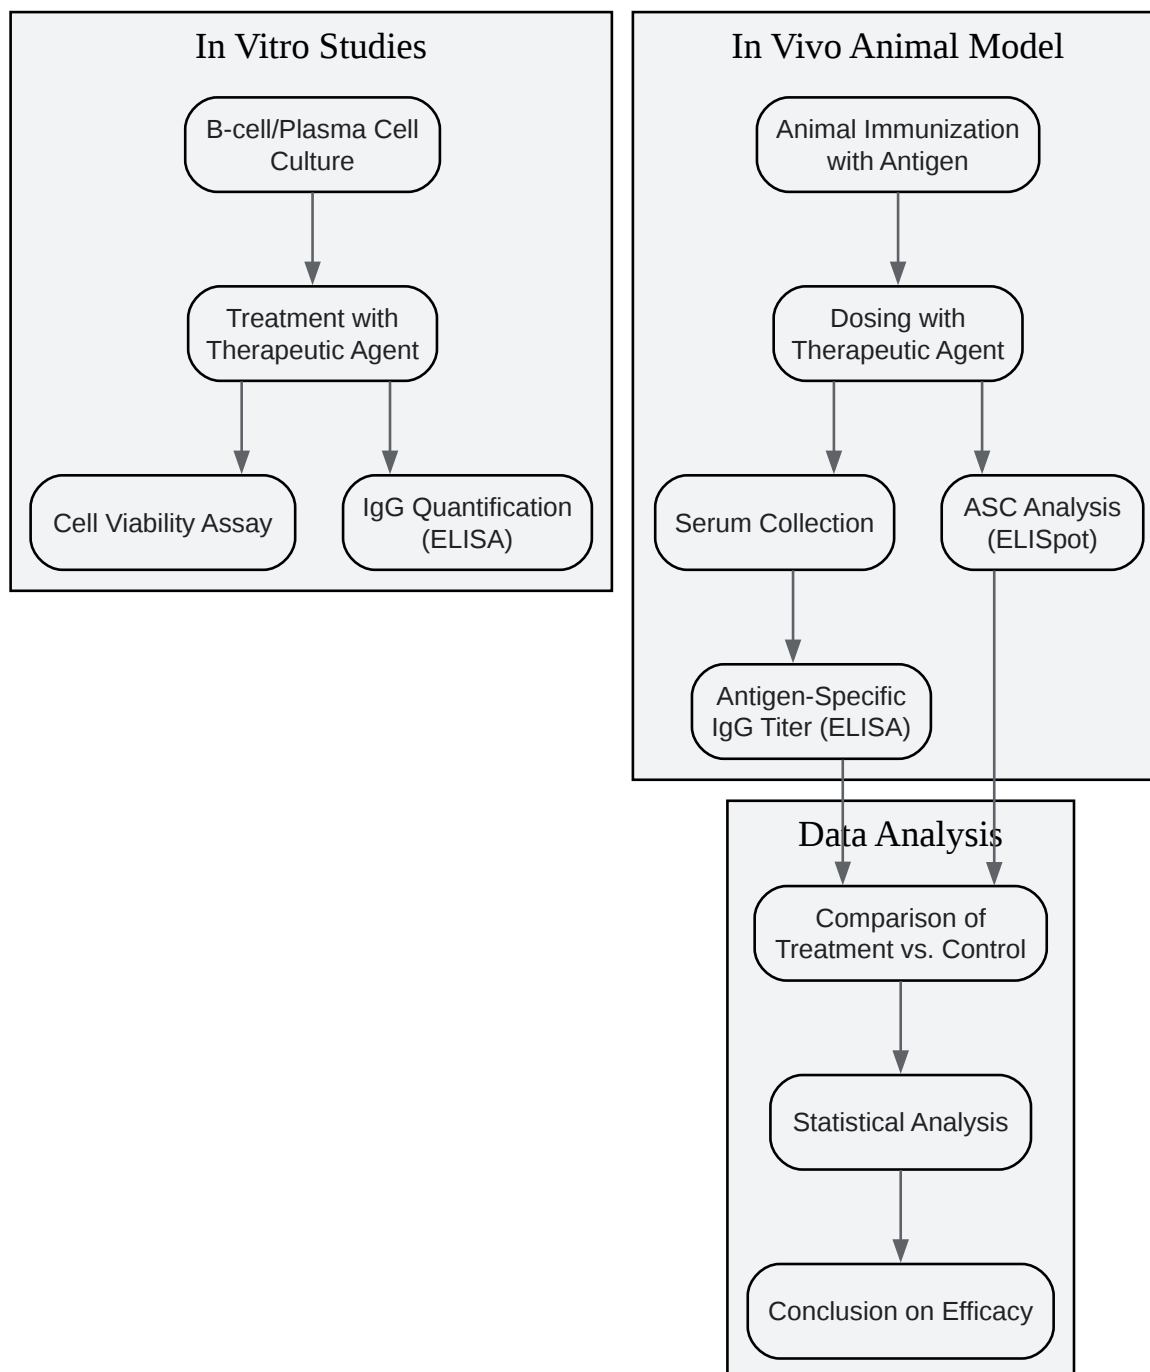 In Vitro Studies
B-cell/Plasma Cell
Culture
Treatment with
Therapeutic Agent
Cell Viability Assay
IgG Quantification
(ELISA)
In Vivo Animal Model
Animal Immunization
with Antigen
Dosing with
Therapeutic Agent
Serum Collection
ASC Analysis
(ELISpot)
Antigen-Specific
IgG Titer (ELISA)
Data Analysis
Comparison of
Treatment vs. Control
Statistical Analysis
Conclusion on Efficacy